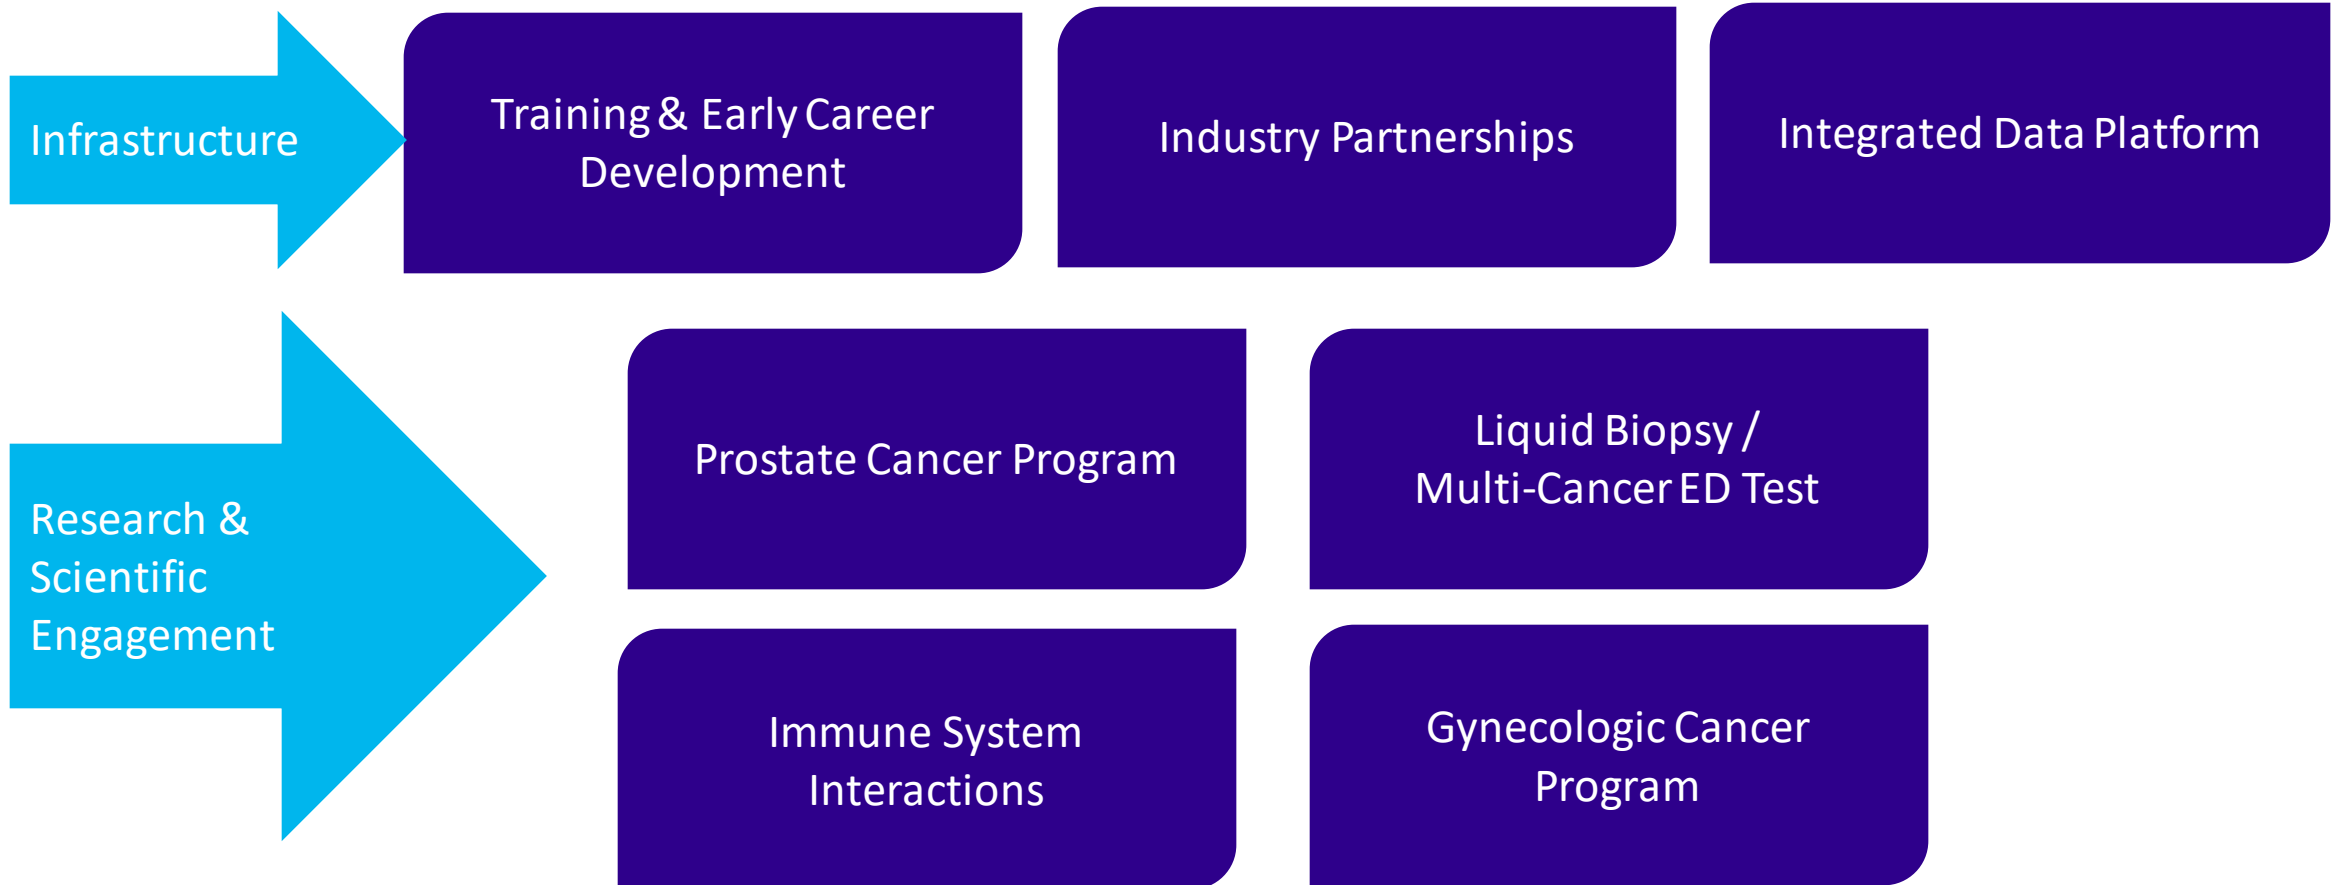 Infrastructure
Training & Early Career
Development
Industry Partnerships
Integrated Data Platform
Research &
Scientific
Engagement
Prostate Cancer Program
Liquid Biopsy /
Multi-Cancer ED Test
Immune System
Interactions
Gynecologic Cancer
Program